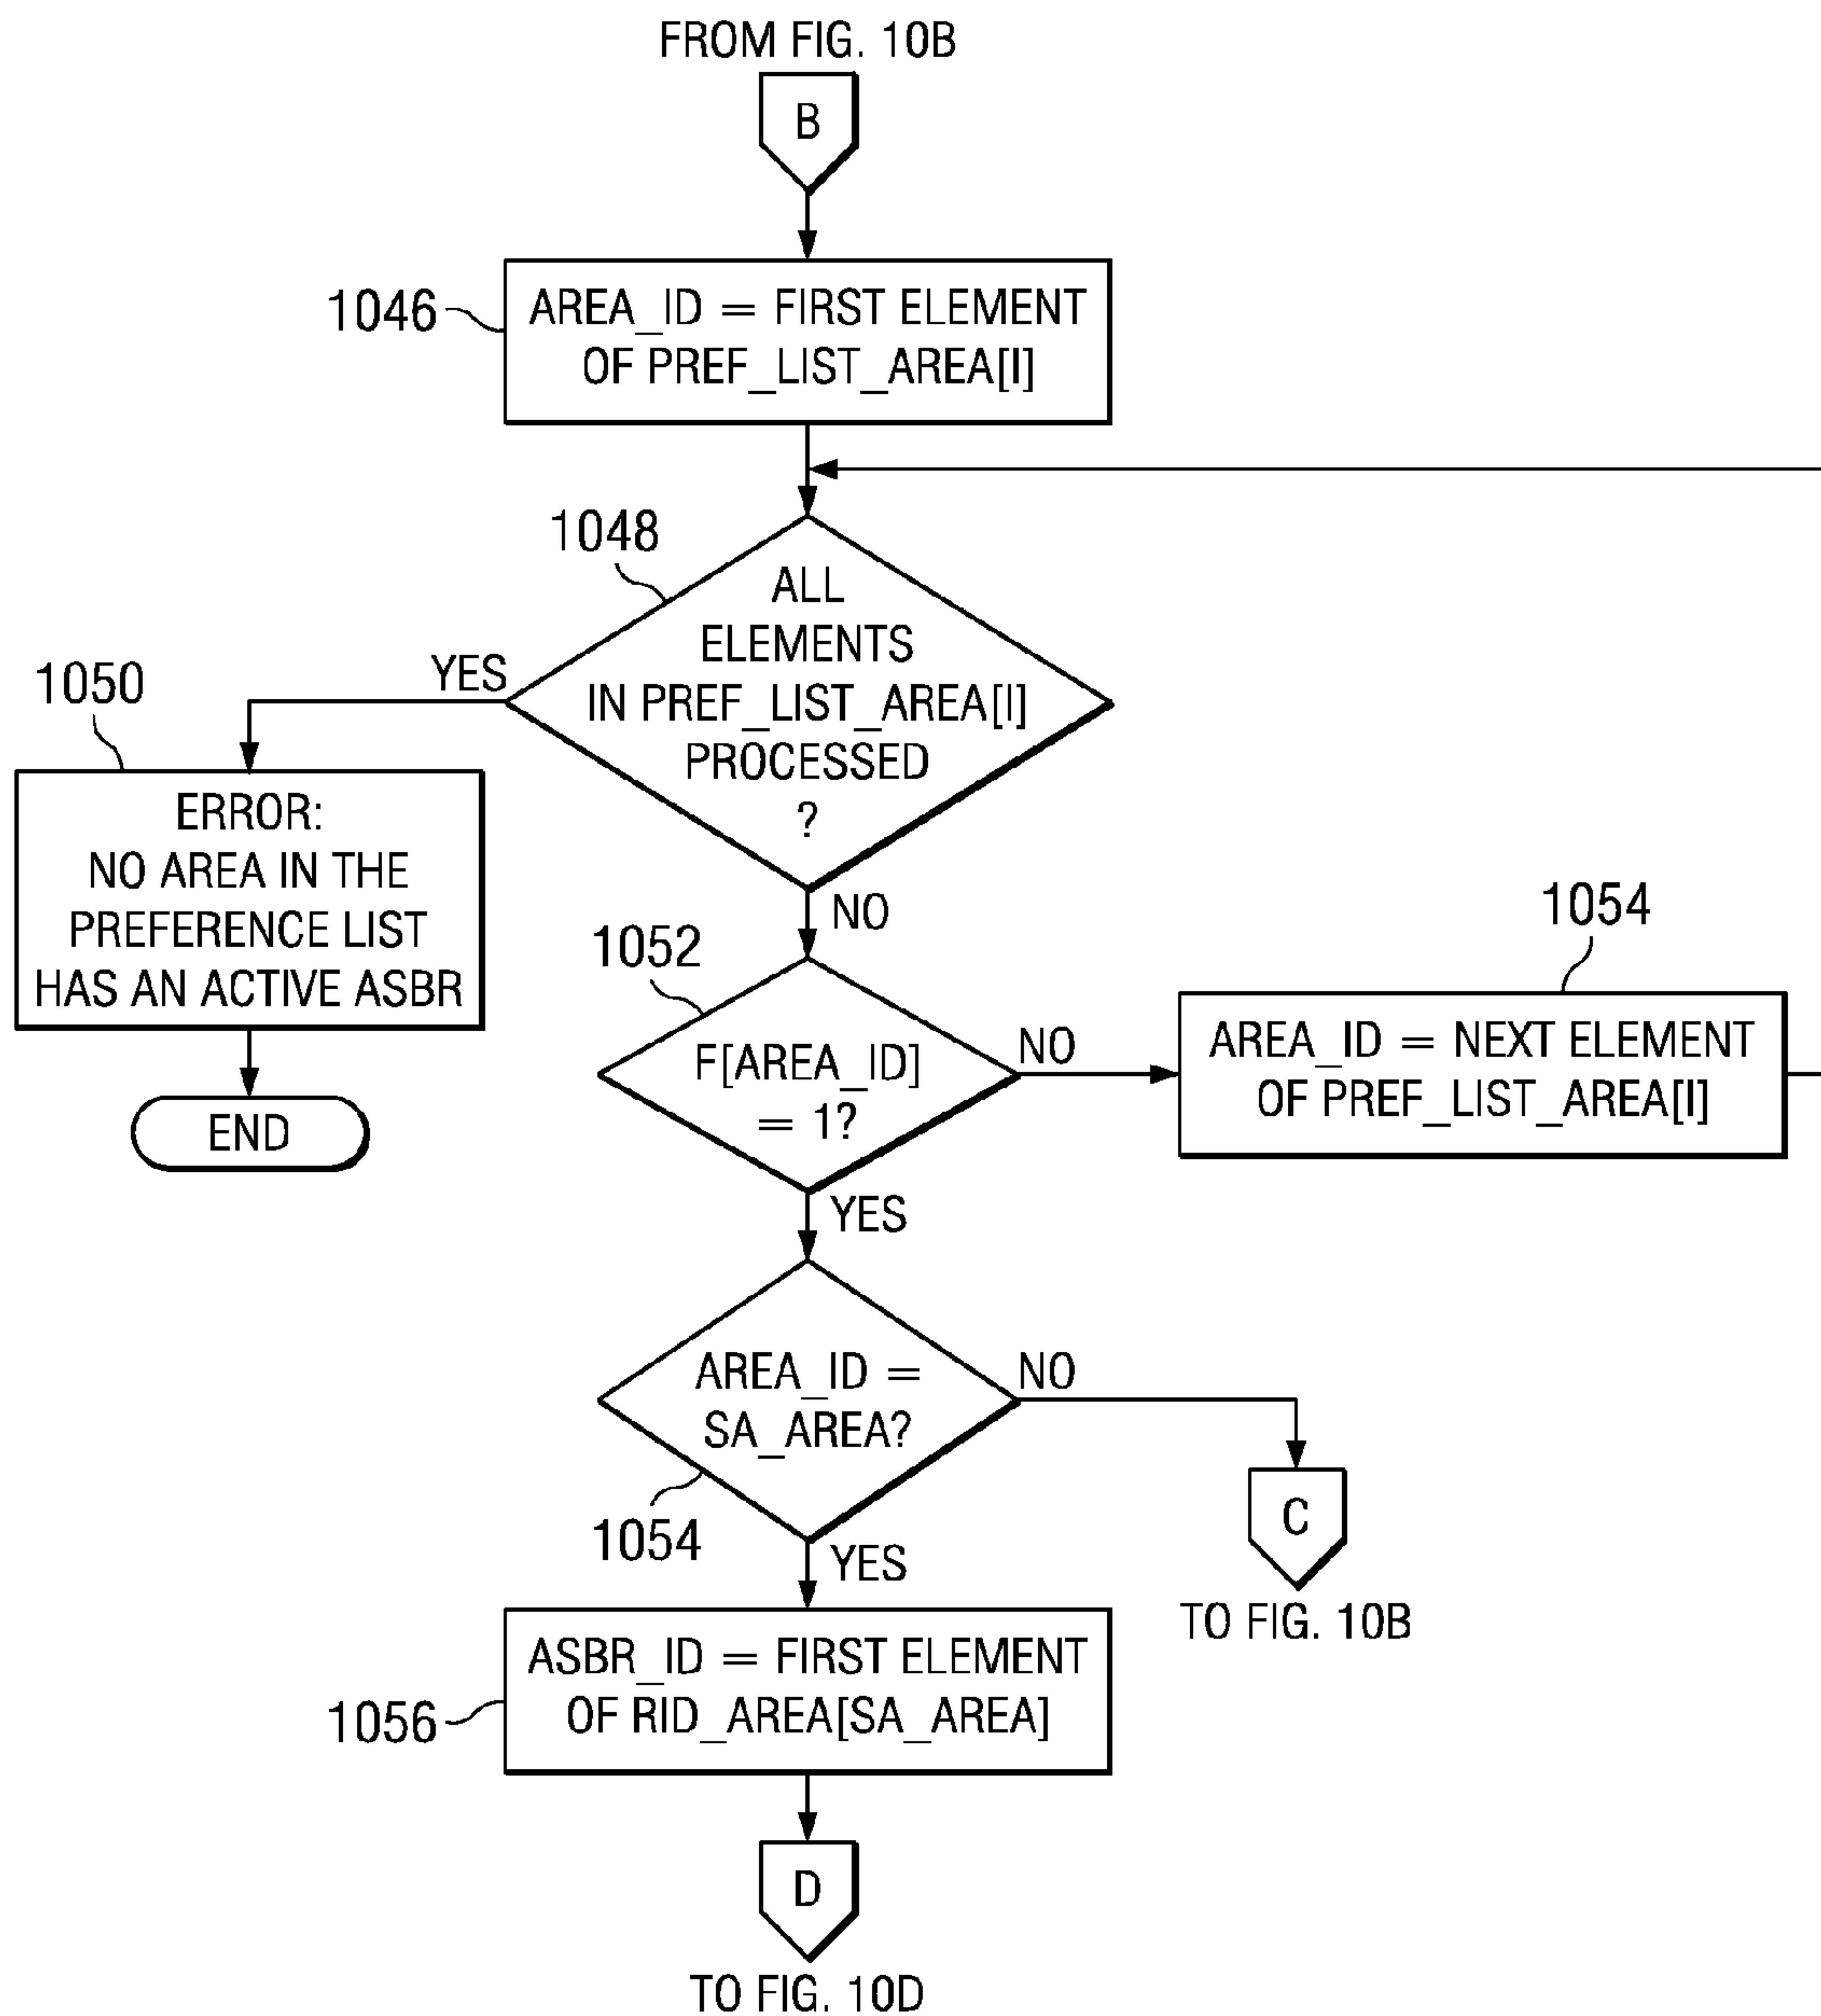 FROM FIG. 10B
B
1046
AREA_ID = FIRST ELEMENT
OF PREF_LIST_AREA[I]
1048
ALL
ELEMENTS
IN PREF_LIST_AREA[I]
PROCESSED
?
YES
1050
ERROR:
NO AREA IN THE
PREFERENCE LIST
HAS AN ACTIVE ASBR
END
NO
1052
F[AREA_ID]
= 1?
NO
1054
AREA_ID = NEXT ELEMENT
OF PREF_LIST_AREA[I]
YES
AREA_ID =
SA_AREA?
NO
1054
C
TO FIG. 10B
YES
1056
ASBR_ID = FIRST ELEMENT
OF RID_AREA[SA_AREA]
D
TO FIG. 10D